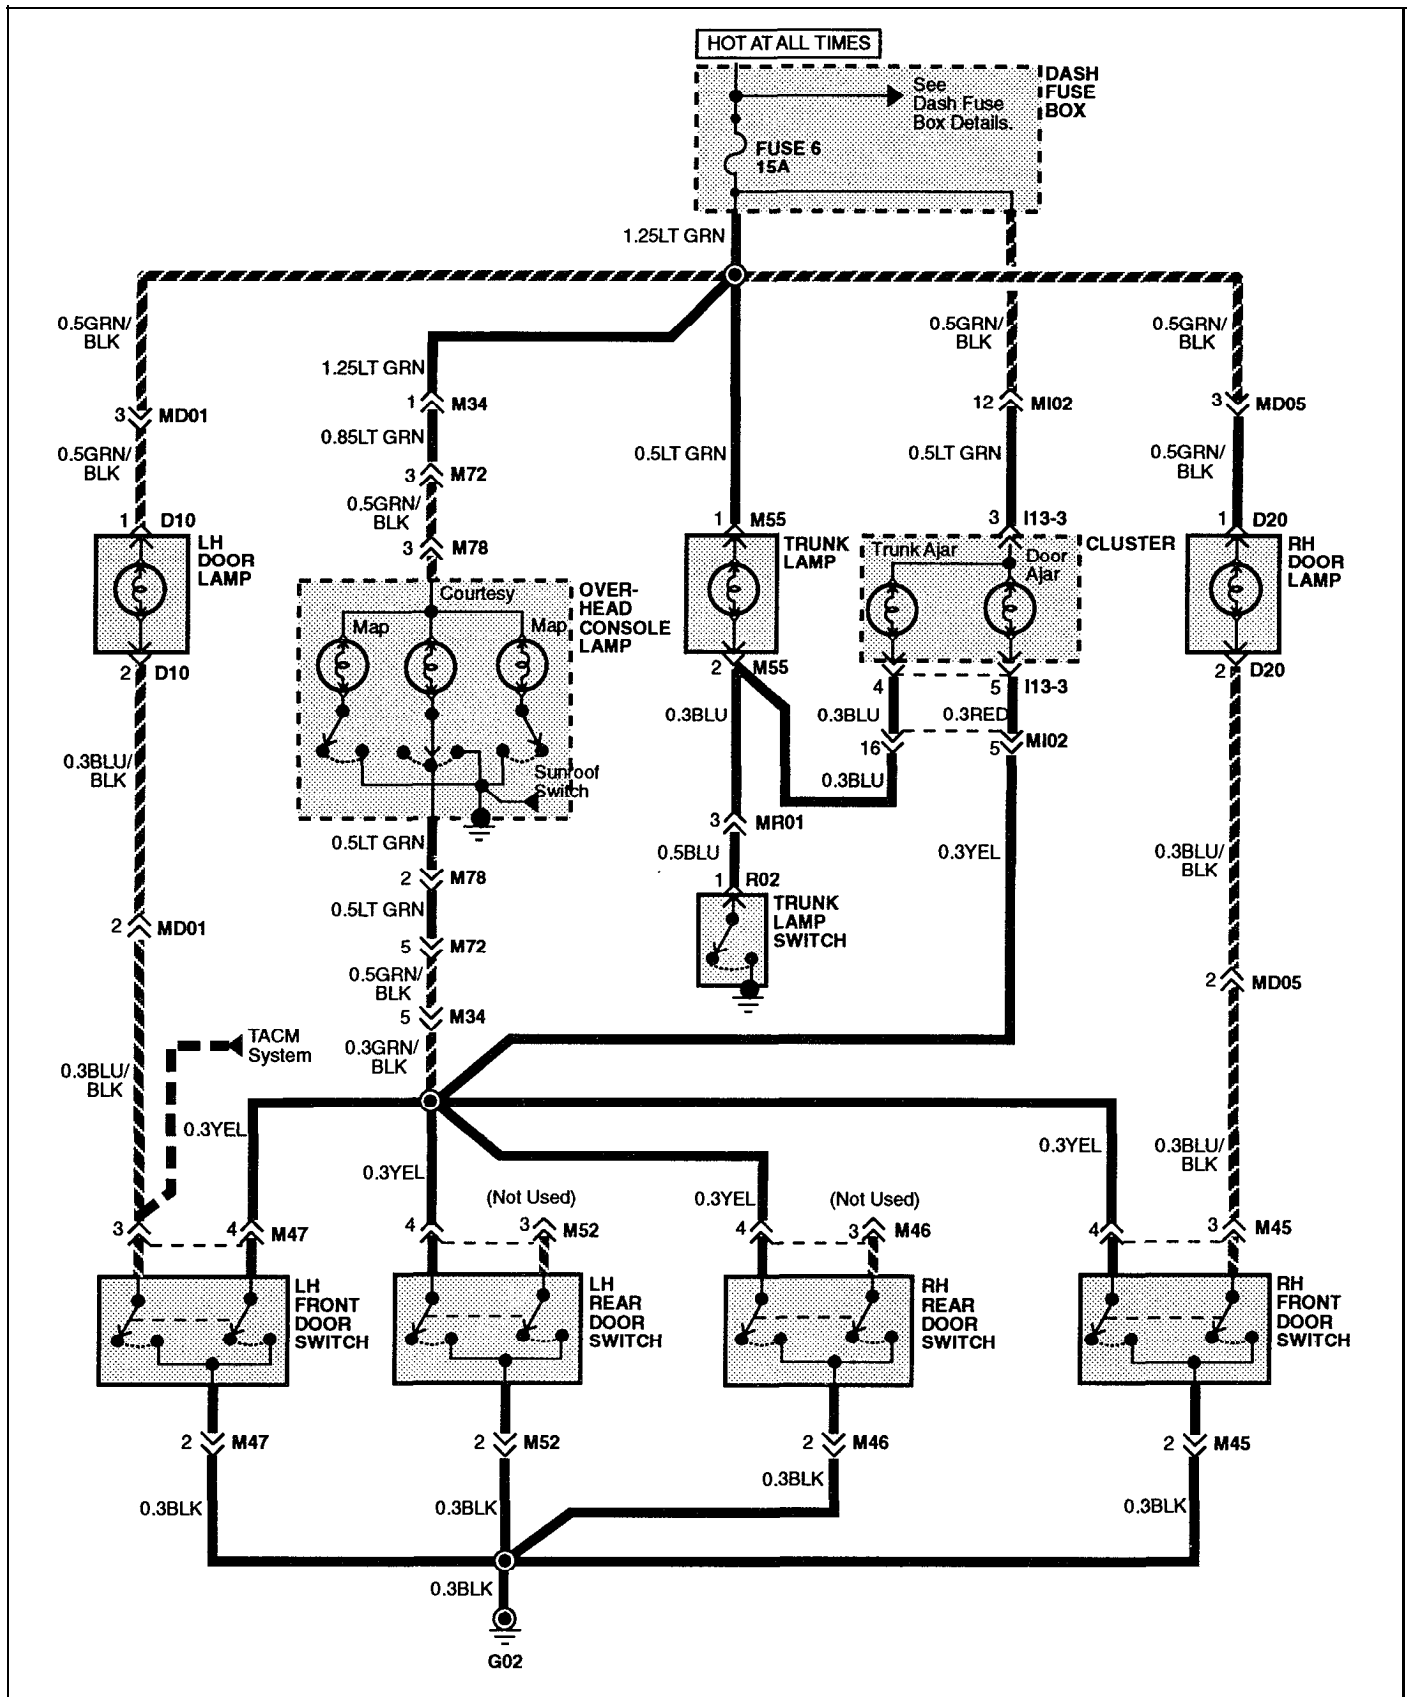 HOT AT ALL TIMES
DASH
FUSE
BOX
See
Dash Fuse
Box Details.
FUSE 6
15A
1.25LT GRN
0.5GRN/
BLK
1.25LT GRN
0.5GRN/
BLK
0.5GRN/
BLK
3 MD01
1 M34
12 MI02
3 MD05
0.5GRN/
BLK
0.85LT GRN
0.5LT GRN
0.5LT GRN
0.5GRN/
BLK
3 M72
0.5GRN/
BLK
3 M78
1 D10
LH
DOOR
LAMP
1 M55
TRUNK
LAMP
3 I13-3
CLUSTER
Trunk Ajar
Door
Ajar
1 D20
RH
DOOR
LAMP
Courtesy
Map
Map
OVER-
HEAD
CONSOLE
LAMP
2 D10
2 M55
4
5 I13-3
2 D20
0.3BLU
0.3BLU
0.3RED
16
5 MI02
0.3BLU
0.3BLU/
BLK
Sunroof
Switch
3 MR01
0.5BLU
0.3YEL
0.3BLU/
BLK
0.5LT GRN
2 M78
0.5LT GRN
1 R02
TRUNK
LAMP
SWITCH
2 MD01
5 M72
0.5GRN/
BLK
2 MD05
5 M34
TACM
System
0.3GRN/
BLK
0.3BLU/
BLK
0.3YEL
0.3YEL
0.3YEL
0.3YEL
0.3BLU/
BLK
(Not Used)
(Not Used)
3
4 M47
4
3 M52
4
3 M46
4
3 M45
LH
FRONT
DOOR
SWITCH
LH
REAR
DOOR
SWITCH
RH
REAR
DOOR
SWITCH
RH
FRONT
DOOR
SWITCH
2 M47
2 M52
2 M46
2 M45
0.3BLK
0.3BLK
0.3BLK
0.3BLK
0.3BLK
G02